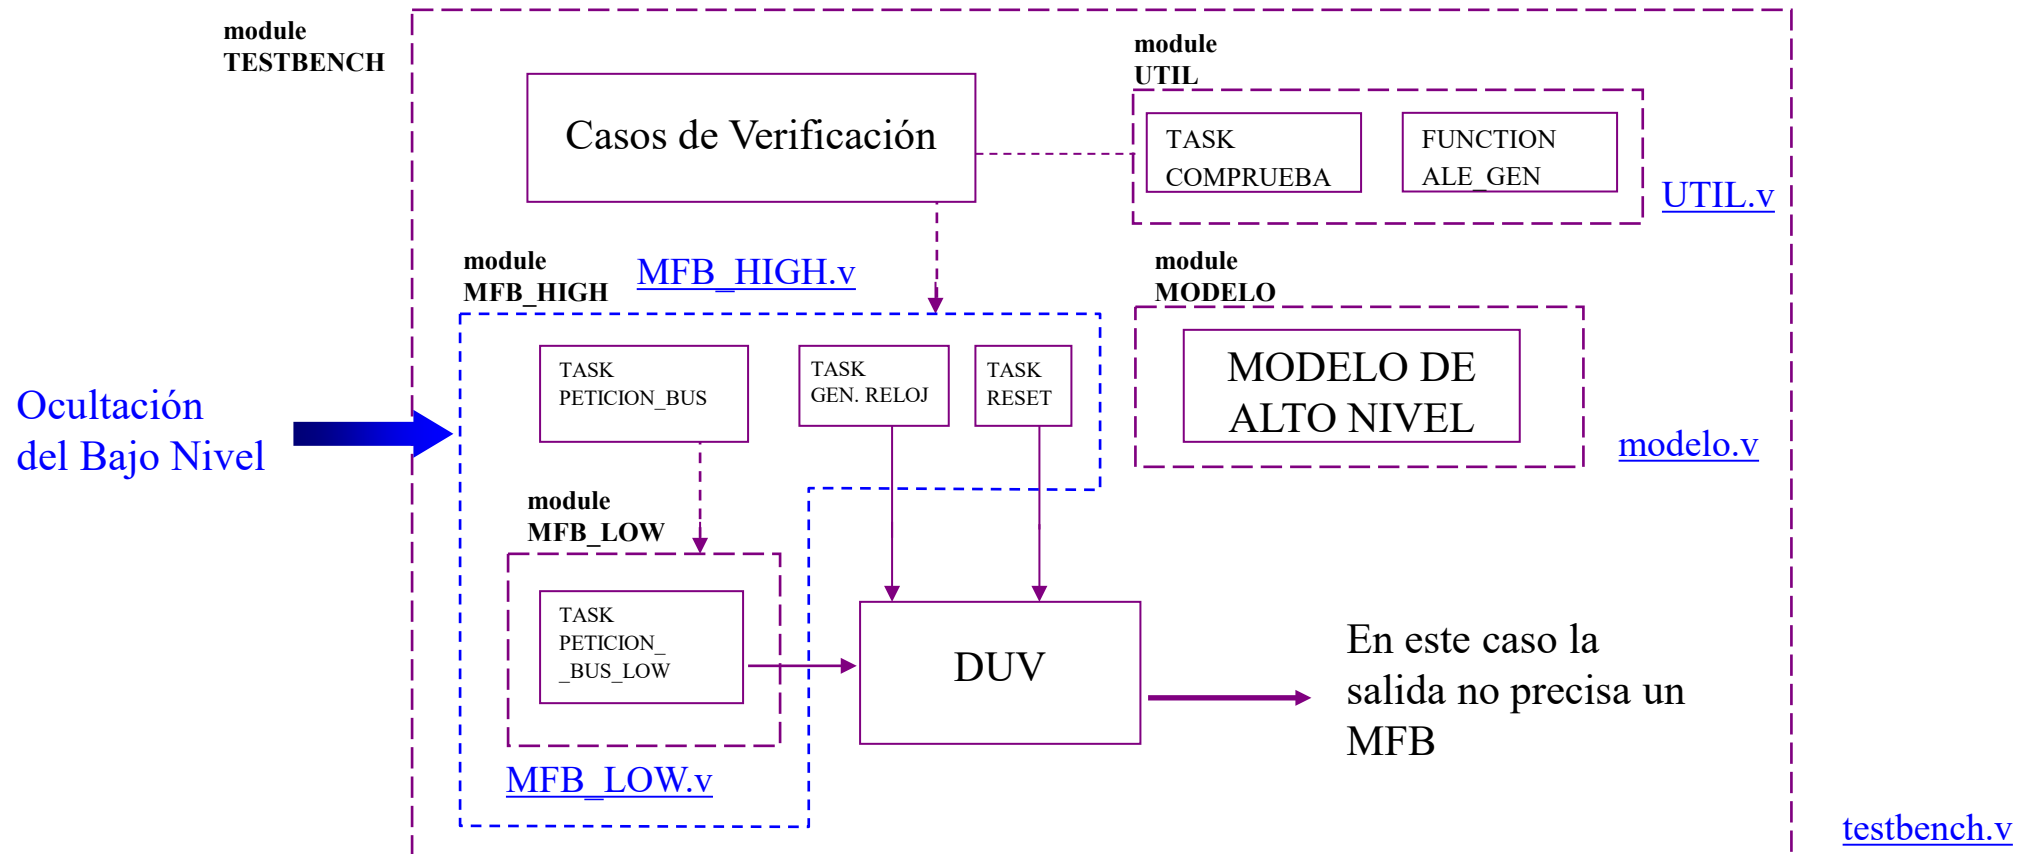 module
TESTBENCH
module
UTIL
Casos de Verificación
TASK
COMPRUEBA
FUNCTION
ALE_GEN
UTIL.v
module
MFB_HIGH
MFB_HIGH.v
module
MODELO
TASK
PETICION_BUS
TASK
GEN. RELOJ
TASK
RESET
MODELO DE
ALTO NIVEL
modelo.v
Ocultación
del Bajo Nivel
module
MFB_LOW
TASK
PETICION_
_BUS_LOW
DUV
En este caso la
salida no precisa un
MFB
MFB_LOW.v
testbench.v